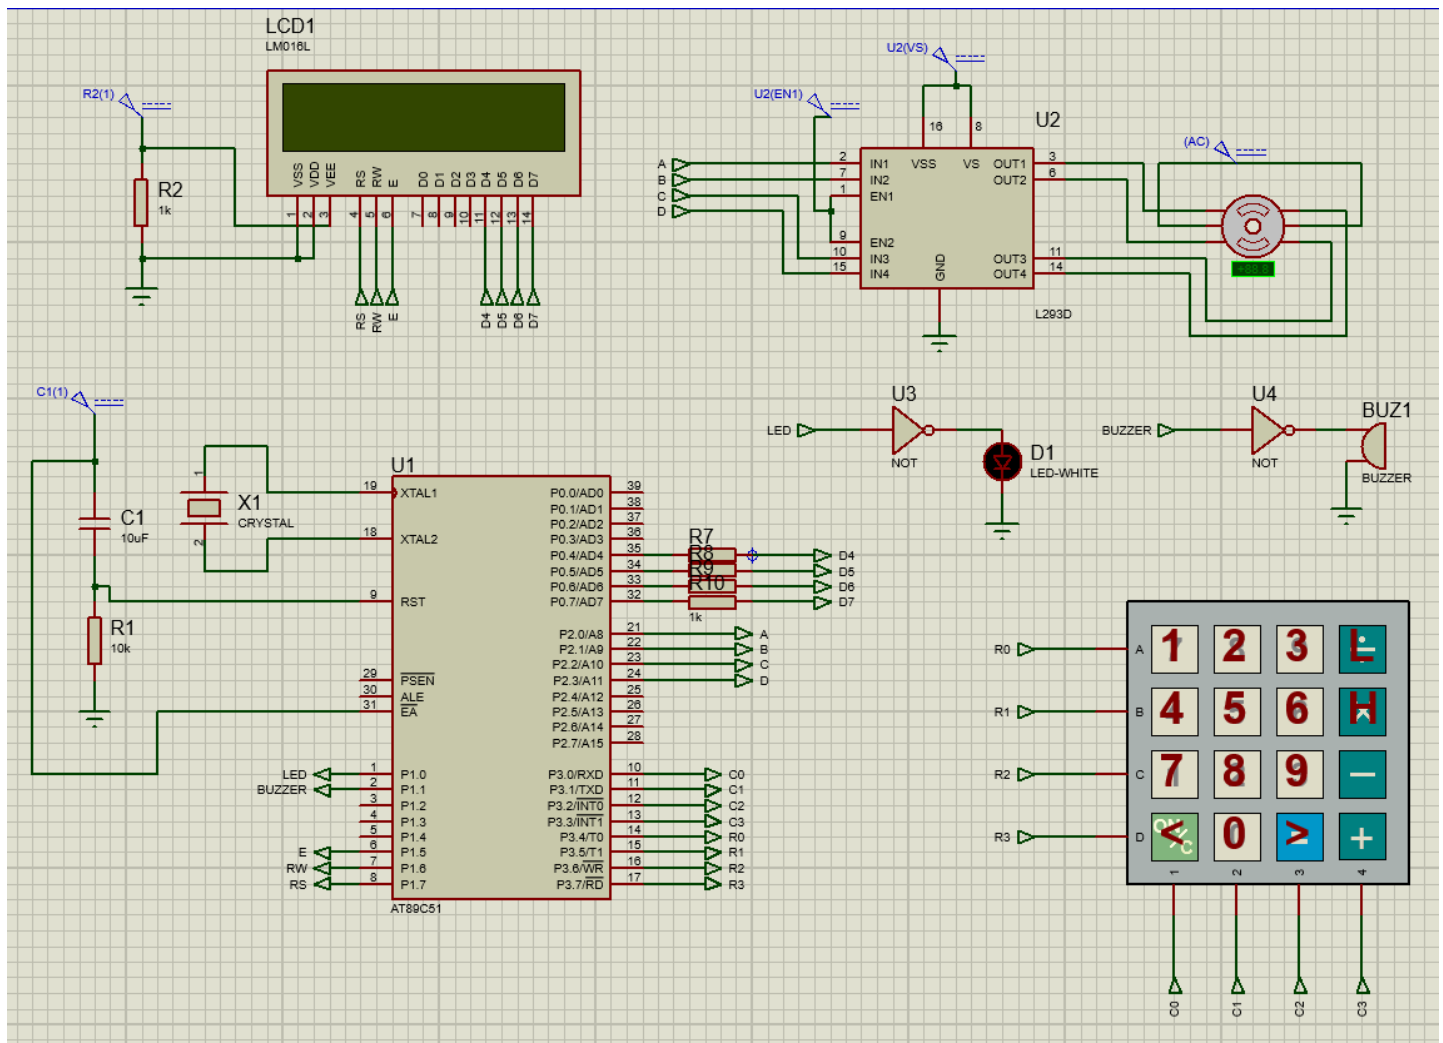 LCD1
LM016L
R2(1)
R2
1k
VSS VDD VEE RS RW E D0 D1 D2 D3 D4 D5 D6 D7
1 2 3 4 5 6 7 8 9 10 11 12 13 14
RS RW E D4 D5 D6 D7
U2(VS)
U2(EN1)
U2
16 8
VSS VS
A 2 IN1 OUT1 3
B 7 IN2 OUT2 6
C 1 EN1
D
9 EN2
10 IN3 OUT3 11
15 IN4 OUT4 14
GND
L293D
(AC)
+88.8
C1(1)
C1
10uF
R1
10k
1
X1
CRYSTAL
2
U3
LED
NOT
D1
LED-WHITE
U4
BUZZER
NOT
BUZ1
BUZZER
U1
19 XTAL1 P0.0/AD0 39
P0.1/AD1 38
P0.2/AD2 37
18 XTAL2 P0.3/AD3 36
P0.4/AD4 35 R7 D4
P0.5/AD5 34 R8 D5
P0.6/AD6 33 R9 D6
9 RST P0.7/AD7 32 R10 D7
1k
P2.0/A8 21 A
P2.1/A9 22 B
P2.2/A10 23 C
29 PSEN P2.3/A11 24 D
30 ALE P2.4/A12 25
31 EA P2.5/A13 26
P2.6/A14 27
P2.7/A15 28
LED 1 P1.0 P3.0/RXD 10 C0
BUZZER 2 P1.1 P3.1/TXD 11 C1
3 P1.2 P3.2/INT0 12 C2
4 P1.3 P3.3/INT1 13 C3
5 P1.4 P3.4/T0 14 R0
E 6 P1.5 P3.5/T1 15 R1
RW 7 P1.6 P3.6/WR 16 R2
RS 8 P1.7 P3.7/RD 17 R3
AT89C51
R0 A 1 2 3 L ÷
R1 B 4 5 6 H ×
R2 C 7 8 9 −
R3 D ON/C < 0 > +
1 2 3 4
C0 C1 C2 C3